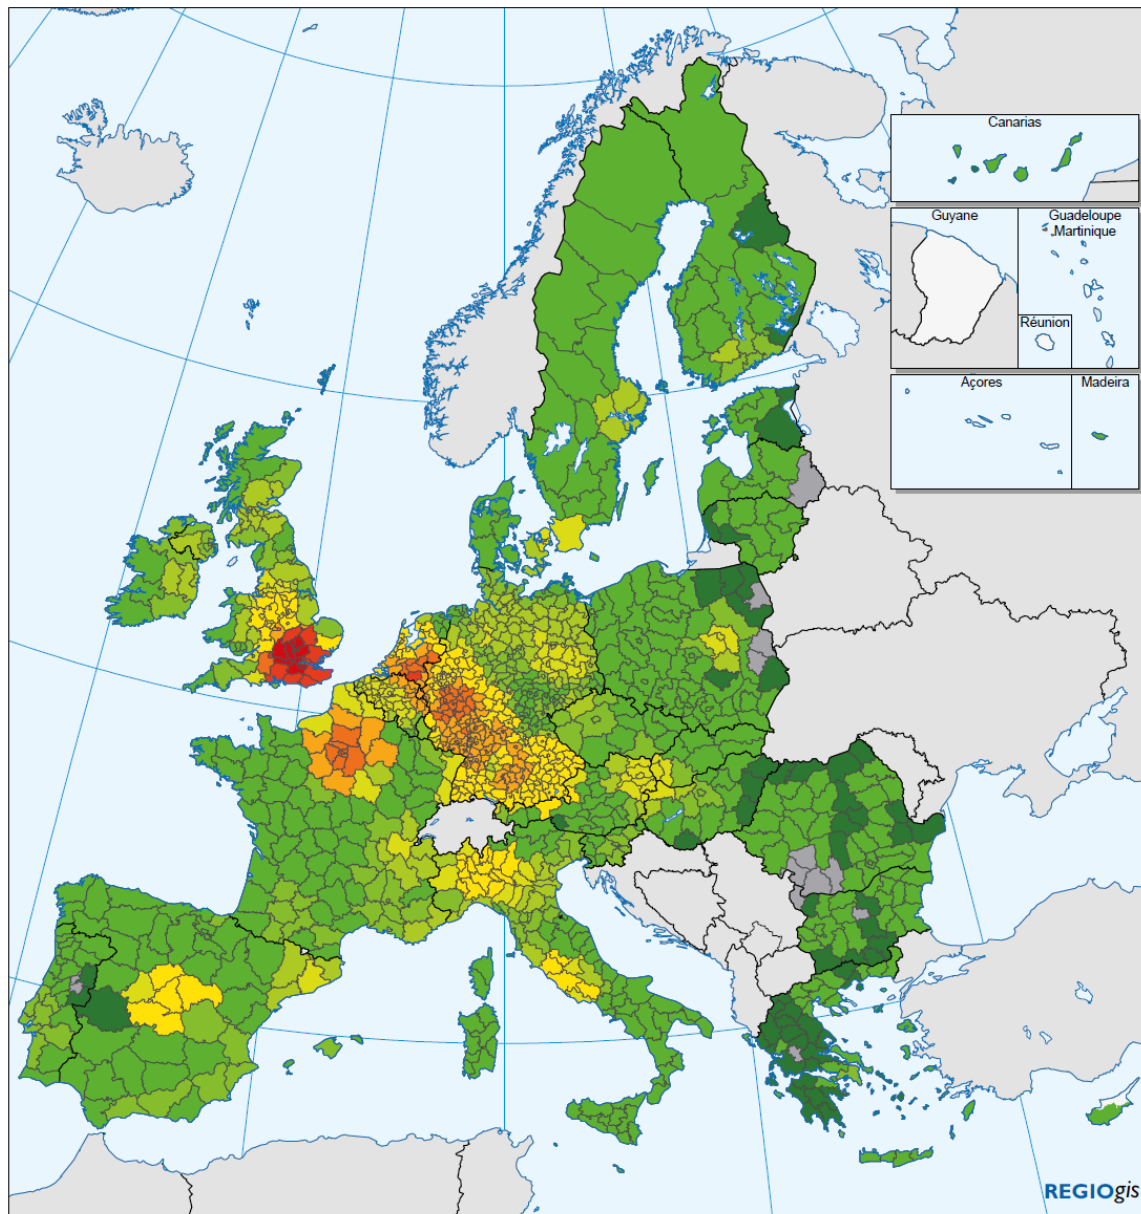 Canarias
Guyane
Guadeloupe
Martinique
Réunion
Açores
Madeira
REGIOgis